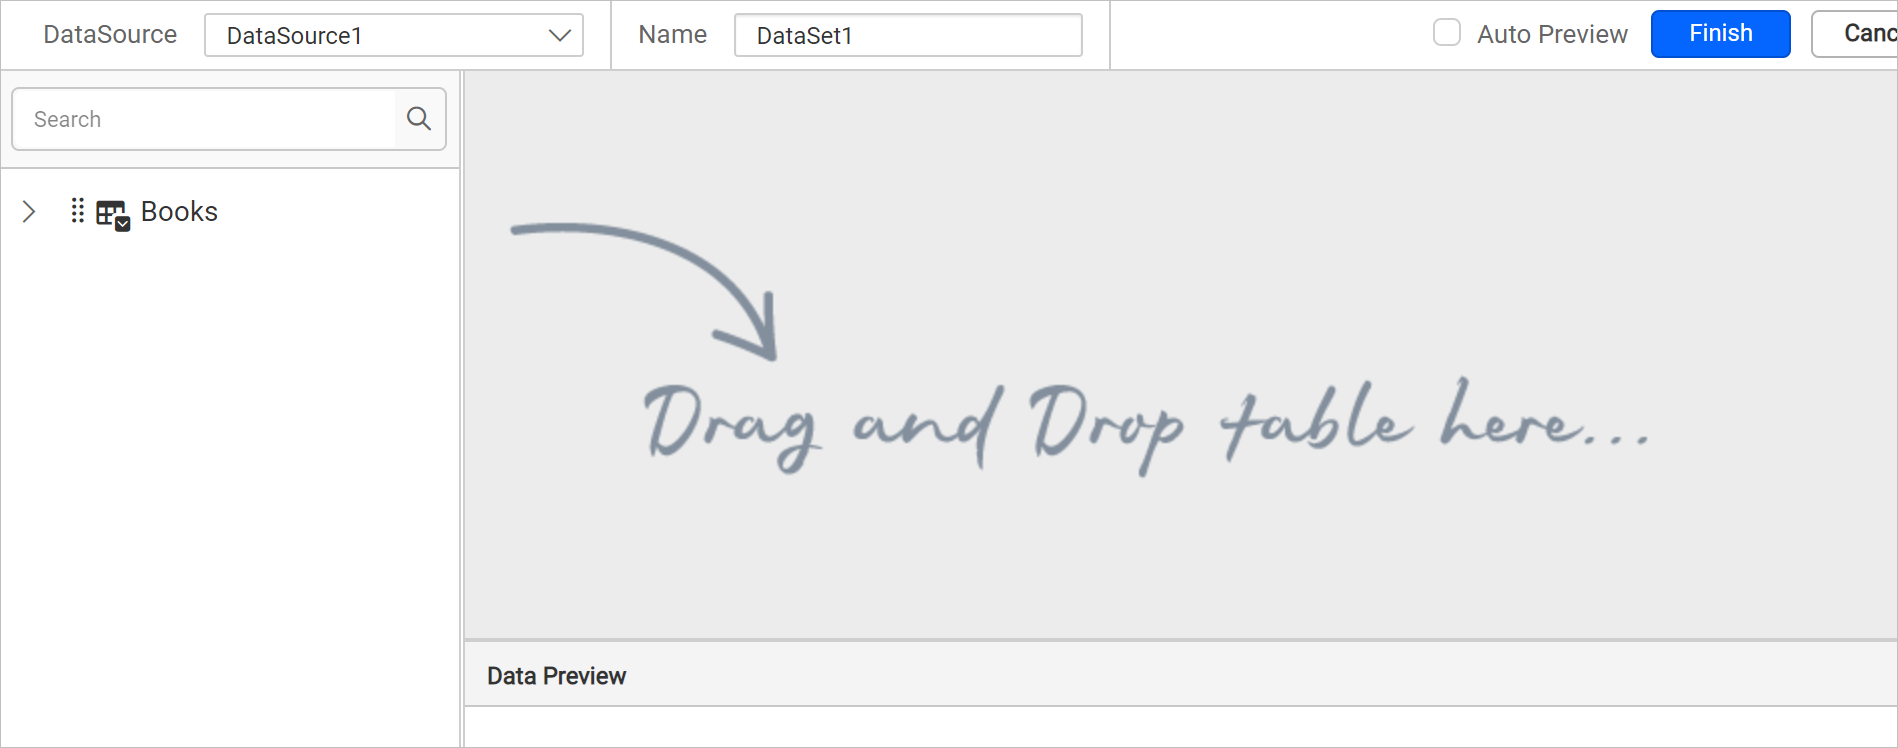 DataSource DataSource1 Name DataSet1 Auto Preview Finish Canc
Search
Books
Drag and Drop table here...
Data Preview